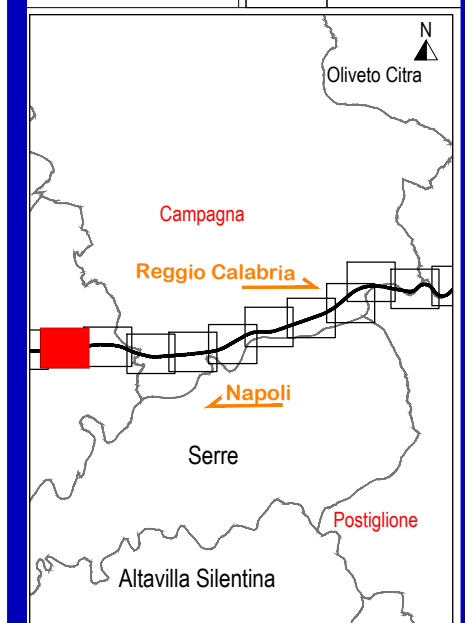 N
Oliveto Citra
Campagna
Reggio Calabria
Napoli
Serre
Postiglione
Altavilla Silentina